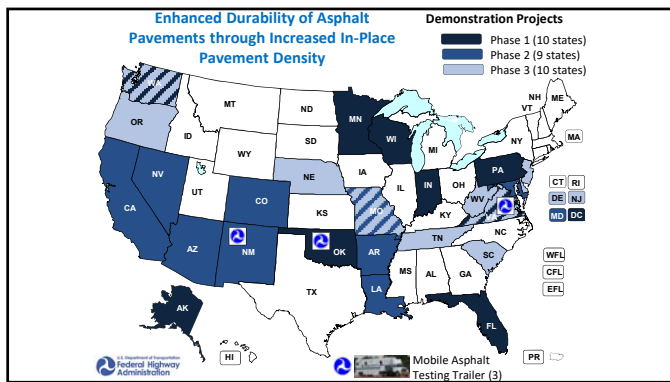 Enhanced Durability of Asphalt
Pavements through Increased In-Place
Pavement Density
Demonstration Projects
Phase 1 (10 states)
Phase 2 (9 states)
Phase 3 (10 states)
WA
MT
ND
MN
NH
VT
ME
OR
ID
SD
WI
MI
NY
MA
WY
IA
PA
NV
NE
IL
IN
OH
CT
RI
UT
CO
MO
WV
DE
NJ
CA
KS
KY
MD
DC
AZ
NM
OK
AR
TN
NC
SC
MS
AL
GA
WFL
CFL
EFL
TX
LA
AK
FL
HI
PR
U.S. Department of Transportation
Federal Highway
Administration
Mobile Asphalt
Testing Trailer (3)